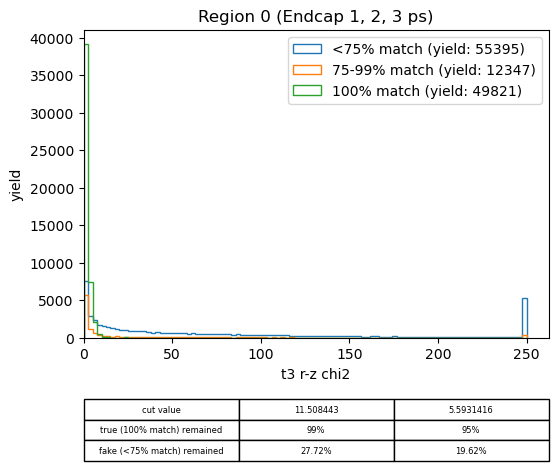 Region 0 (Endcap 1, 2, 3 ps)
<75% match (yield: 55395)
75-99% match (yield: 12347)
100% match (yield: 49821)
yield
40000
35000
30000
25000
20000
15000
10000
5000
0
0 50 100 150 200 250
t3 r-z chi2
cut value 11.508443 5.5931416
true (100% match) remained 99% 95%
fake (<75% match) remained 27.72% 19.62%